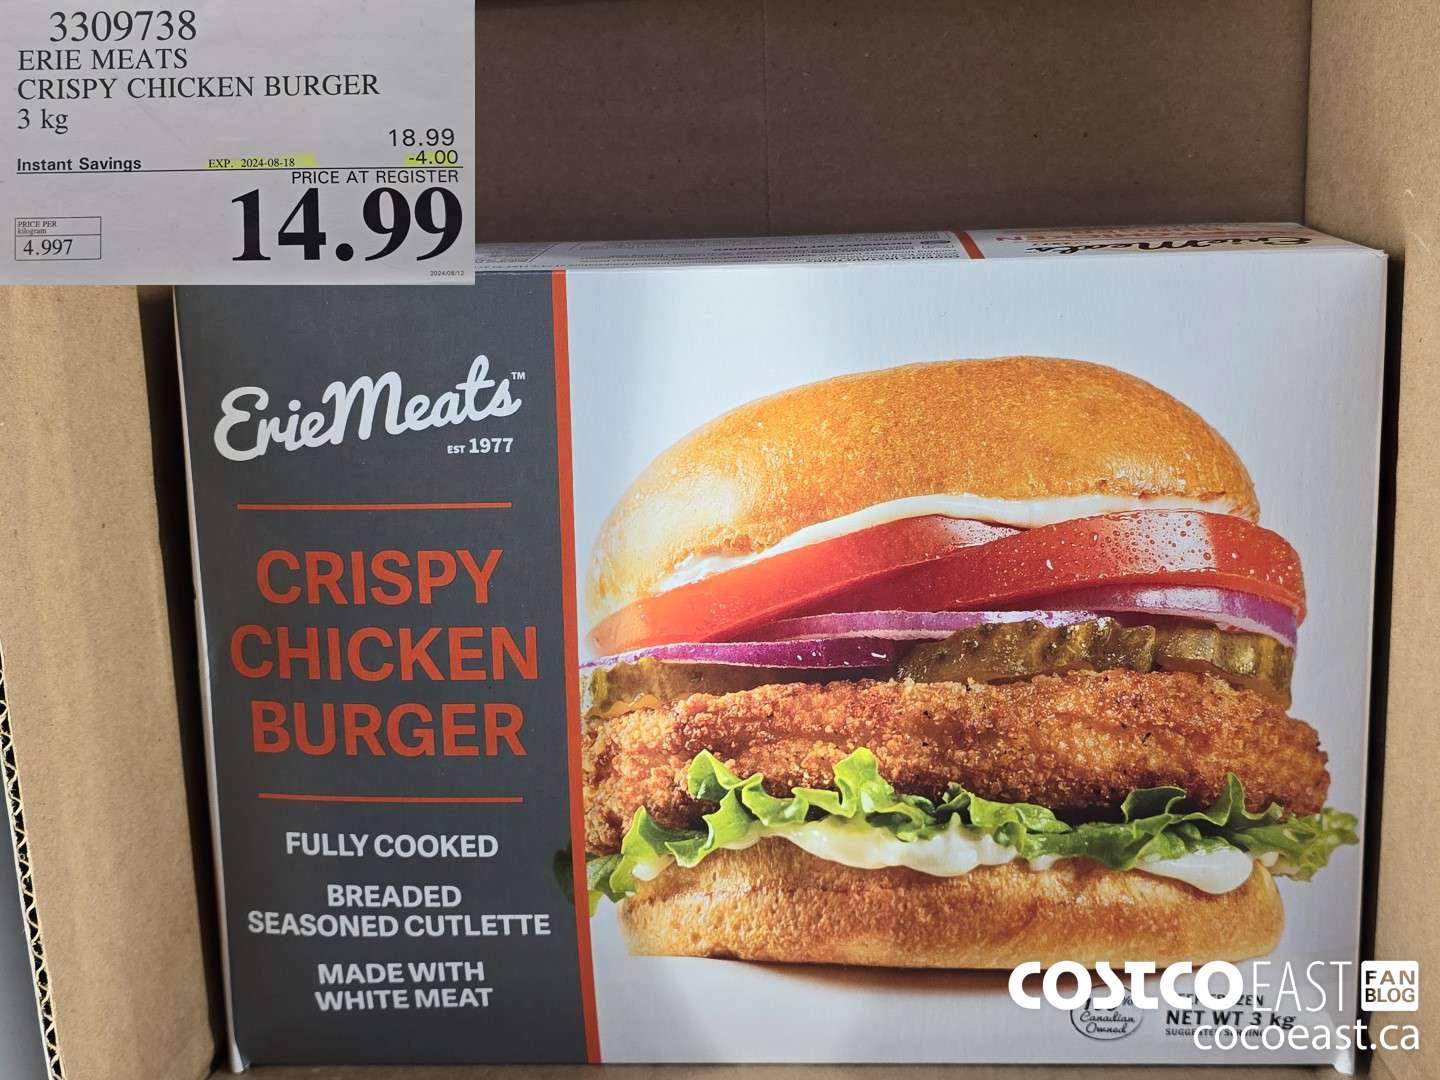 3309738
ERIE MEATS
CRISPY CHICKEN BURGER
3 kg
18.99
Instant Savings EXP. 2024-08-18 -4.00
PRICE AT REGISTER
14.99
PRICE PER
kilogram
4.997
2024/08/12
ErieMeats
ErieMeats™
EST 1977
CRISPY
CHICKEN
BURGER
FULLY COOKED
BREADED
SEASONED CUTLETTE
MADE WITH
WHITE MEAT
Canadian
Owned
NET WT 3 kg
COSTCO EAST FAN BLOG
cocoeast.ca